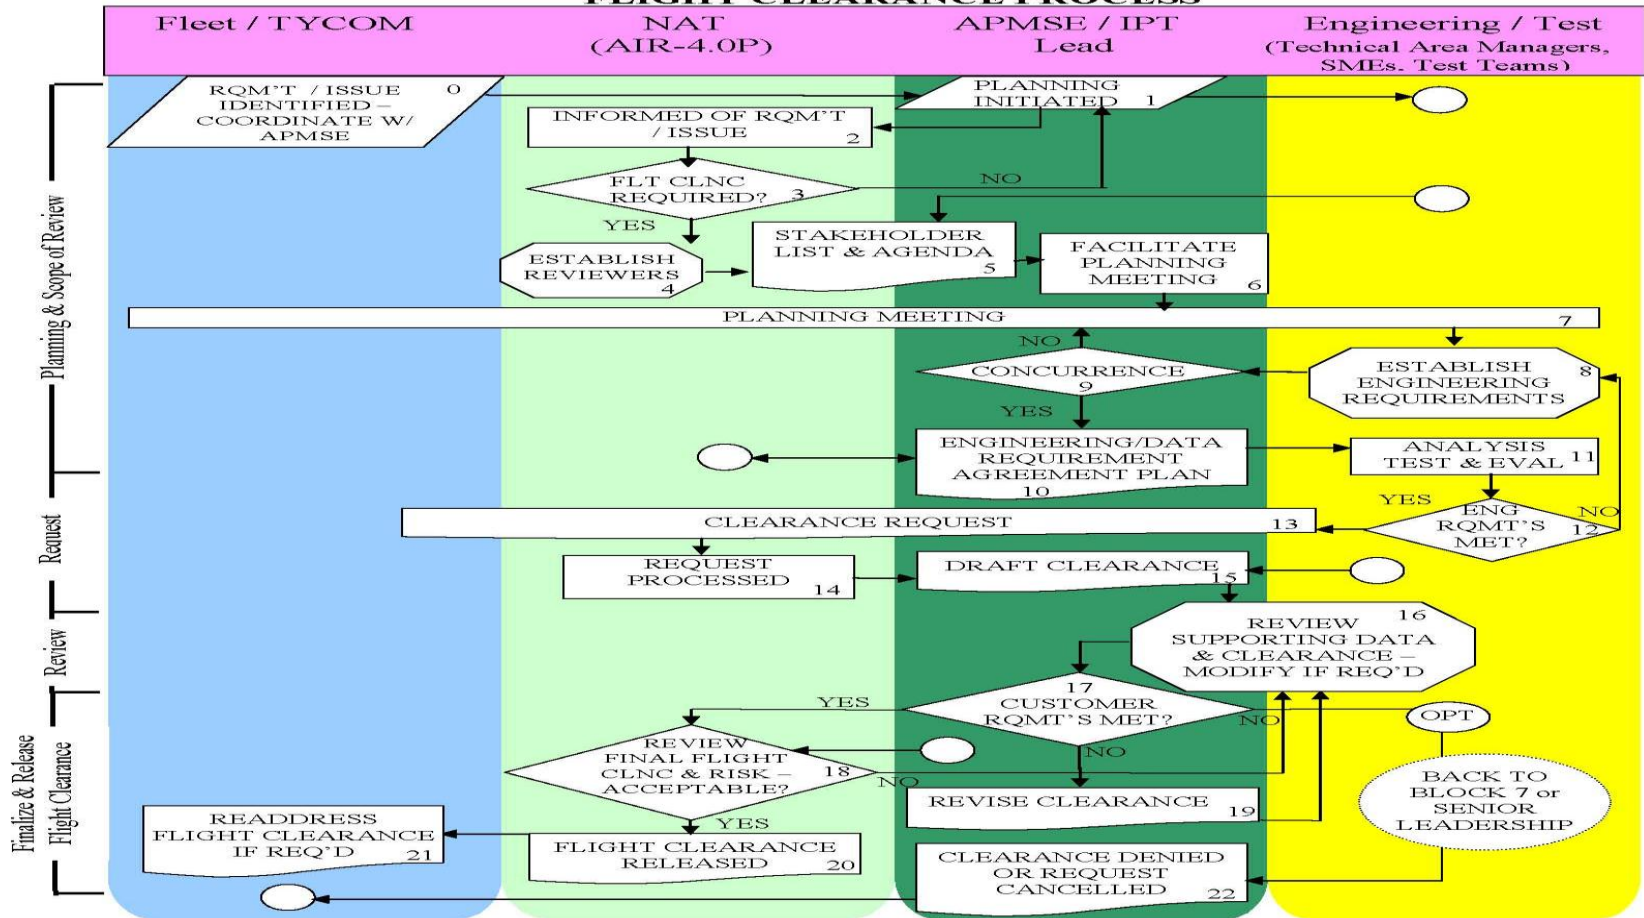 FLIGHT CLEARANCE PROCESS
Fleet / TYCOM
NAT
(AIR-4.0P)
APMSE / IPT
Lead
Engineering / Test
(Technical Area Managers,
SMEs, Test Teams)
Planning & Scope of Review
RQM'T / ISSUE 0
IDENTIFIED –
COORDINATE W/
APMSE
PLANNING
INITIATED 1
INFORMED OF RQM'T
/ ISSUE 2
FLT CLNC
REQUIRED? 3
NO
YES
ESTABLISH
REVIEWERS
4
STAKEHOLDER
LIST & AGENDA
5
FACILITATE
PLANNING
MEETING 6
PLANNING MEETING 7
NO
CONCURRENCE
9
YES
ESTABLISH 8
ENGINEERING
REQUIREMENTS
ENGINEERING/DATA
REQUIREMENT
AGREEMENT PLAN
10
ANALYSIS
TEST & EVAL 11
YES
NO
ENG
RQMT'S
MET? 12
Request
CLEARANCE REQUEST 13
REQUEST
PROCESSED 14
DRAFT CLEARANCE
15
Review
16
REVIEW
SUPPORTING DATA
& CLEARANCE –
MODIFY IF REQ'D
17
CUSTOMER
RQMT'S MET?
YES
NO
NO
OPT
Finalize & Release
Flight Clearance
REVIEW
FINAL FLIGHT
CLNC & RISK – 18
ACCEPTABLE?
NO
YES
REVISE CLEARANCE 19
BACK TO
BLOCK 7 or
SENIOR
LEADERSHIP
READDRESS
FLIGHT CLEARANCE
IF REQ'D 21
FLIGHT CLEARANCE
RELEASED 20
CLEARANCE DENIED
OR REQUEST
CANCELLED 22